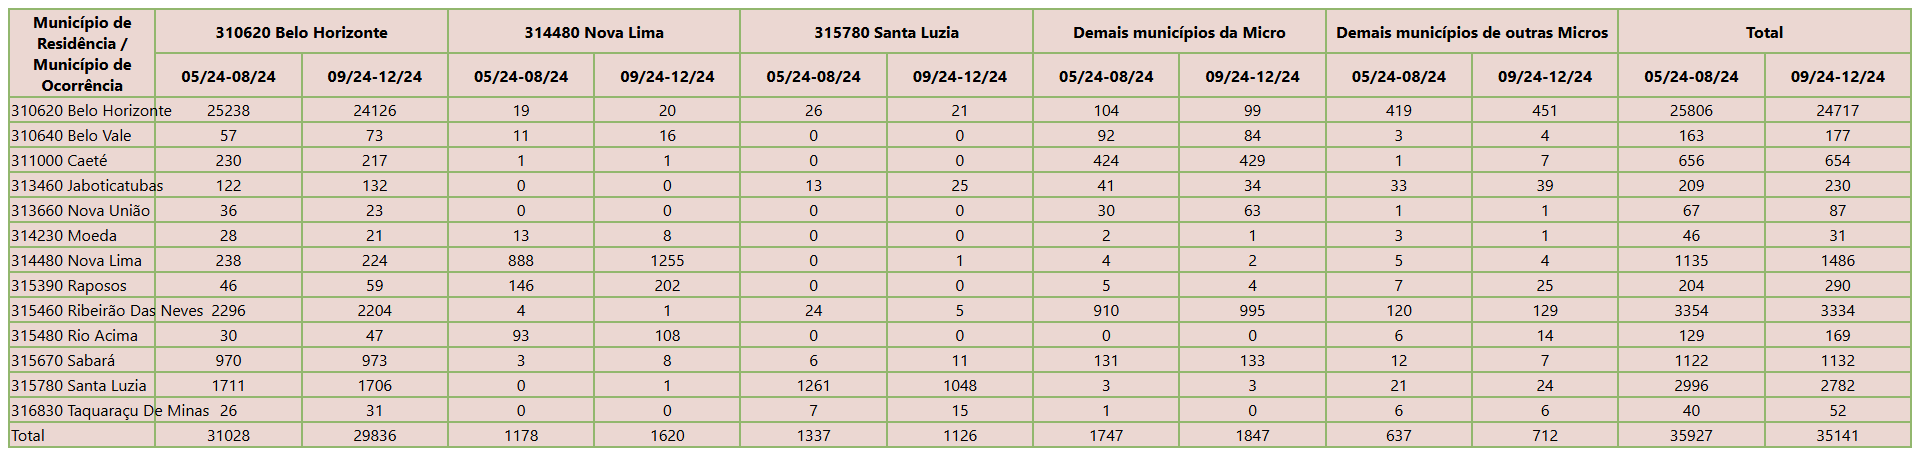 Município de Residência / Município de Ocorrência 310620 Belo Horizonte 314480 Nova Lima 315780 Santa Luzia Demais municípios da Micro Demais municípios de outras Micros Total
05/24-08/24 09/24-12/24 05/24-08/24 09/24-12/24 05/24-08/24 09/24-12/24 05/24-08/24 09/24-12/24 05/24-08/24 09/24-12/24 05/24-08/24 09/24-12/24
310620 Belo Horizonte 25238 24126 19 20 26 21 104 99 419 451 25806 24717
310640 Belo Vale 57 73 11 16 0 0 92 84 3 4 163 177
311000 Caeté 230 217 1 1 0 0 424 429 1 7 656 654
313460 Jaboticatubas 122 132 0 0 13 25 41 34 33 39 209 230
313660 Nova União 36 23 0 0 0 0 30 63 1 1 67 87
314230 Moeda 28 21 13 8 0 0 2 1 3 1 46 31
314480 Nova Lima 238 224 888 1255 0 1 4 2 5 4 1135 1486
315390 Raposos 46 59 146 202 0 0 5 4 7 25 204 290
315460 Ribeirão Das Neves 2296 2204 4 1 24 5 910 995 120 129 3354 3334
315480 Rio Acima 30 47 93 108 0 0 0 0 6 14 129 169
315670 Sabará 970 973 3 8 6 11 131 133 12 7 1122 1132
315780 Santa Luzia 1711 1706 0 1 1261 1048 3 3 21 24 2996 2782
316830 Taquaraçu De Minas 26 31 0 0 7 15 1 0 6 6 40 52
Total 31028 29836 1178 1620 1337 1126 1747 1847 637 712 35927 35141